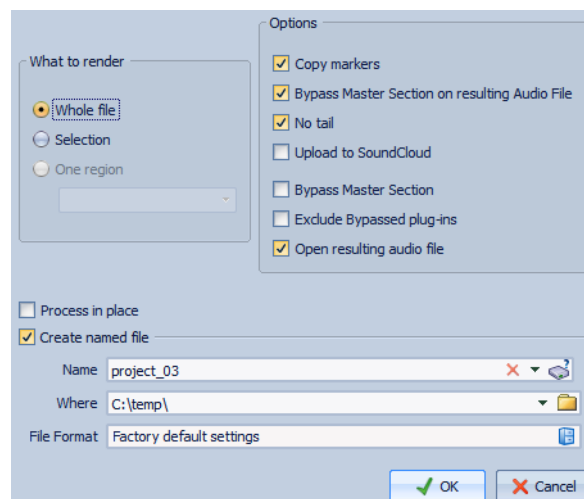 What to render
Whole file
Selection
One region
Options
Copy markers
Bypass Master Section on resulting Audio File
No tail
Upload to SoundCloud
Bypass Master Section
Exclude Bypassed plug-ins
Open resulting audio file
Process in place
Create named file
Name project_03
Where C:\temp\
File Format Factory default settings
OK Cancel